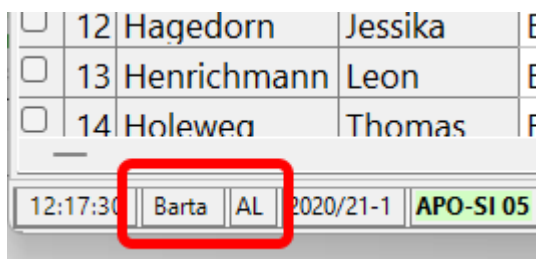 12 Hagedorn Jessika
13 Henrichmann Leon
14 Holeweg Thomas
12:17:30 Barta AL 2020/21-1 APO-SI 05